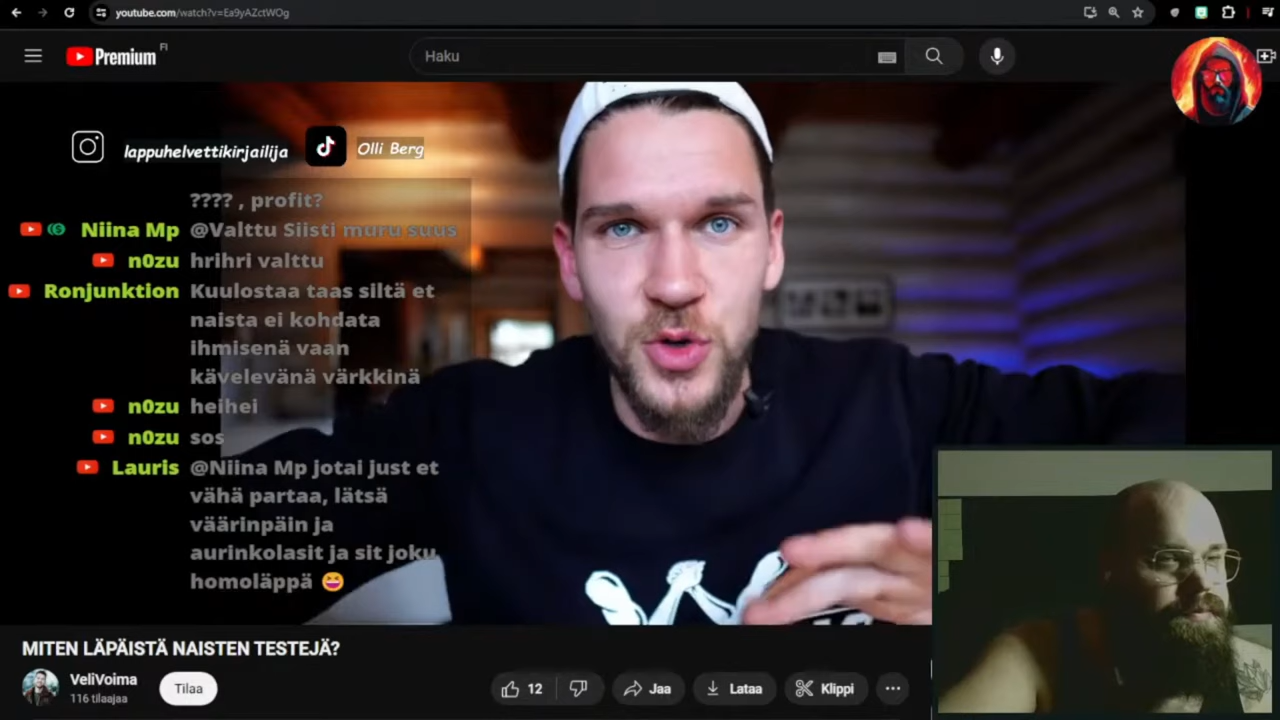 youtube.com/watch?v=Ea9yAZctWOg
Premium FI
Haku
lappuhelvettikirjailija
Olli Berg
???? , profit?
Niina Mp @Valttu Siisti muru suus
n0zu hrihri valttu
Ronjunktion Kuulostaa taas siltä et
naista ei kohdata
ihmisenä vaan
kävelevänä värkkinä
n0zu heihei
n0zu sos
Lauris @Niina Mp jotai just et
vähä partaa, lätsä
väärinpäin ja
aurinkolasit ja sit joku
homoläppä 😆
MITEN LÄPÄISTÄ NAISTEN TESTEJÄ?
VeliVoima
116 tilaajaa
Tilaa
12
Jaa
Lataa
Klippi